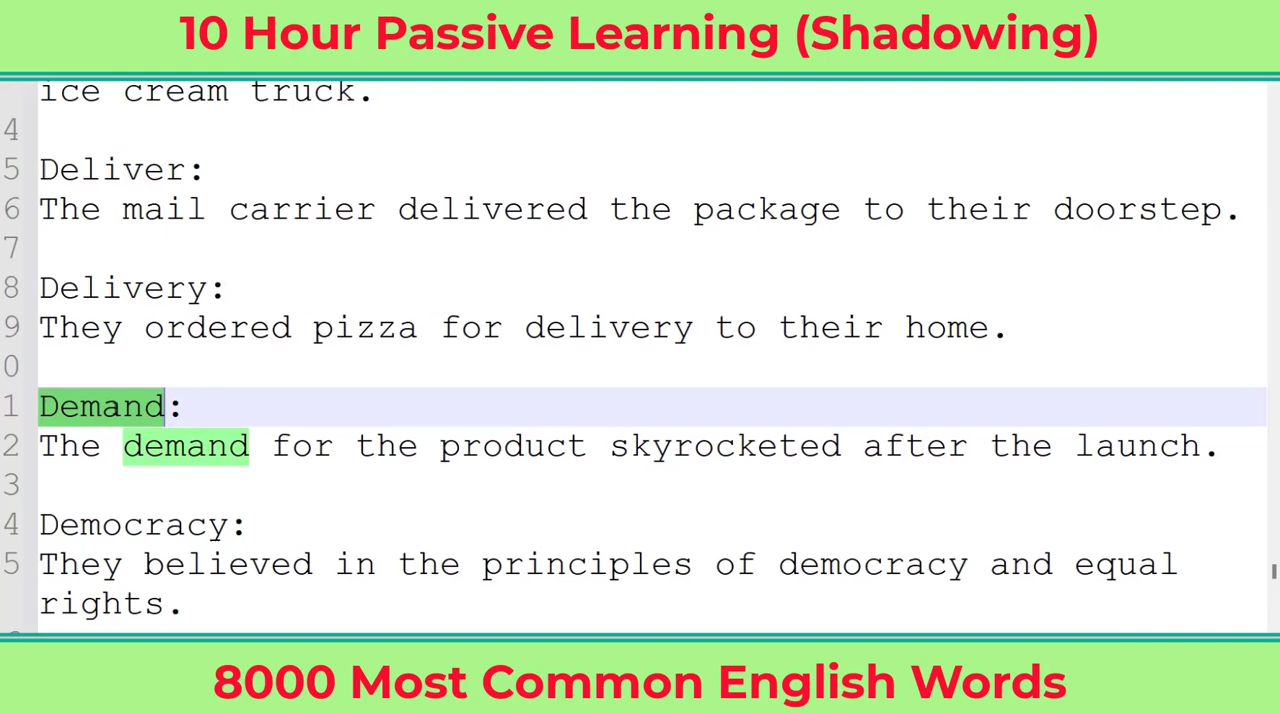 10 Hour Passive Learning (Shadowing)
ice cream truck.
4
5 Deliver:
6 The mail carrier delivered the package to their doorstep.
7
8 Delivery:
9 They ordered pizza for delivery to their home.
0
1 Demand:
2 The demand for the product skyrocketed after the launch.
3
4 Democracy:
5 They believed in the principles of democracy and equal
rights.
8000 Most Common English Words